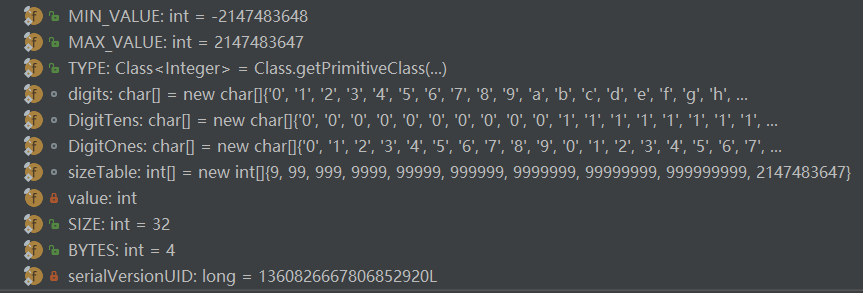 MIN_VALUE: int = -2147483648
MAX_VALUE: int = 2147483647
TYPE: Class<Integer> = Class.getPrimitiveClass(...)
digits: char[] = new char[]{'0', '1', '2', '3', '4', '5', '6', '7', '8', '9', 'a', 'b', 'c', 'd', 'e', 'f', 'g', 'h', ...
DigitTens: char[] = new char[]{'0', '0', '0', '0', '0', '0', '0', '0', '0', '0', '1', '1', '1', '1', '1', '1', '1', '1', ...
DigitOnes: char[] = new char[]{'0', '1', '2', '3', '4', '5', '6', '7', '8', '9', '0', '1', '2', '3', '4', '5', '6', '7', ...
sizeTable: int[] = new int[]{9, 99, 999, 9999, 99999, 999999, 9999999, 99999999, 999999999, 2147483647}
value: int
SIZE: int = 32
BYTES: int = 4
serialVersionUID: long = 1360826667806852920L